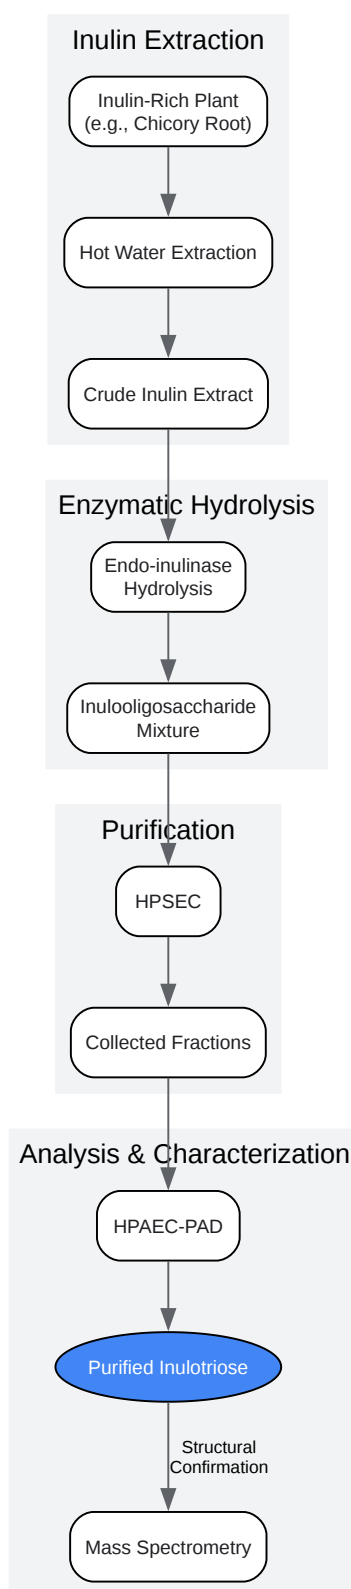 Inulin Extraction
Inulin-Rich Plant
(e.g., Chicory Root)
Hot Water Extraction
Crude Inulin Extract
Enzymatic Hydrolysis
Endo-inulinase
Hydrolysis
Inulooligosaccharide
Mixture
Purification
HPSEC
Collected Fractions
Analysis & Characterization
HPAEC-PAD
Purified Inulotriose
Structural
Confirmation
Mass Spectrometry